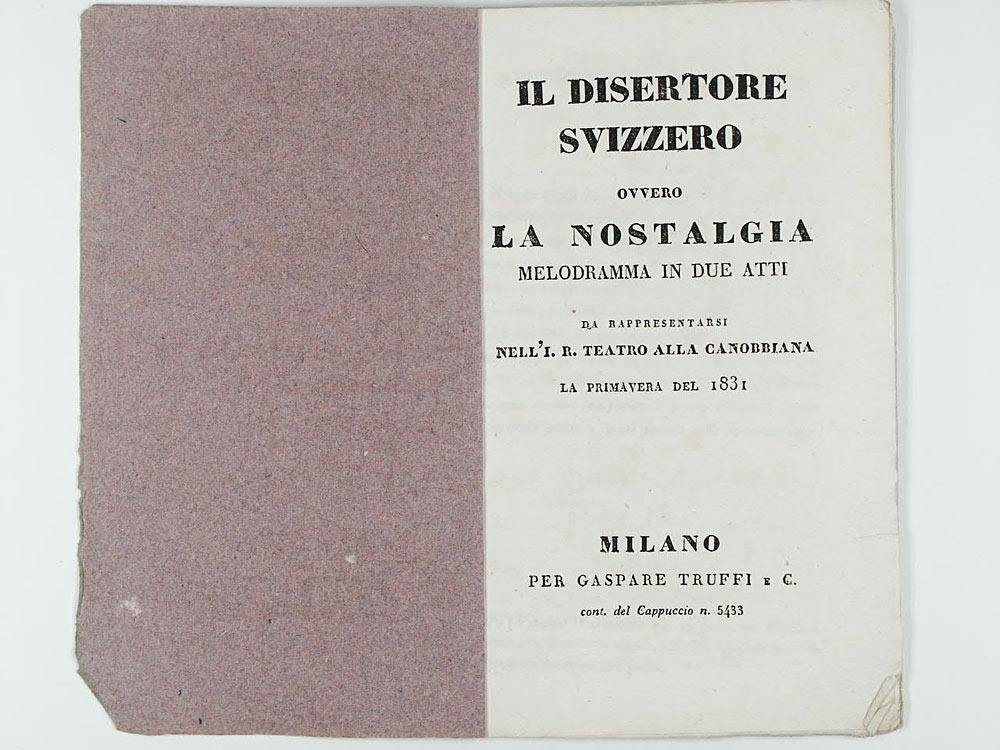 IL DISERTORE
SVIZZERO
OVVERO
LA NOSTALGIA
MELODRAMMA IN DUE ATTI
DA RAPPRESENTARSI
NELL'I. R. TEATRO ALLA CANOBBIANA
LA PRIMAVERA DEL 1831
MILANO
PER GASPARE TRUFFI E C.
cont. del Cappuccio n. 5433